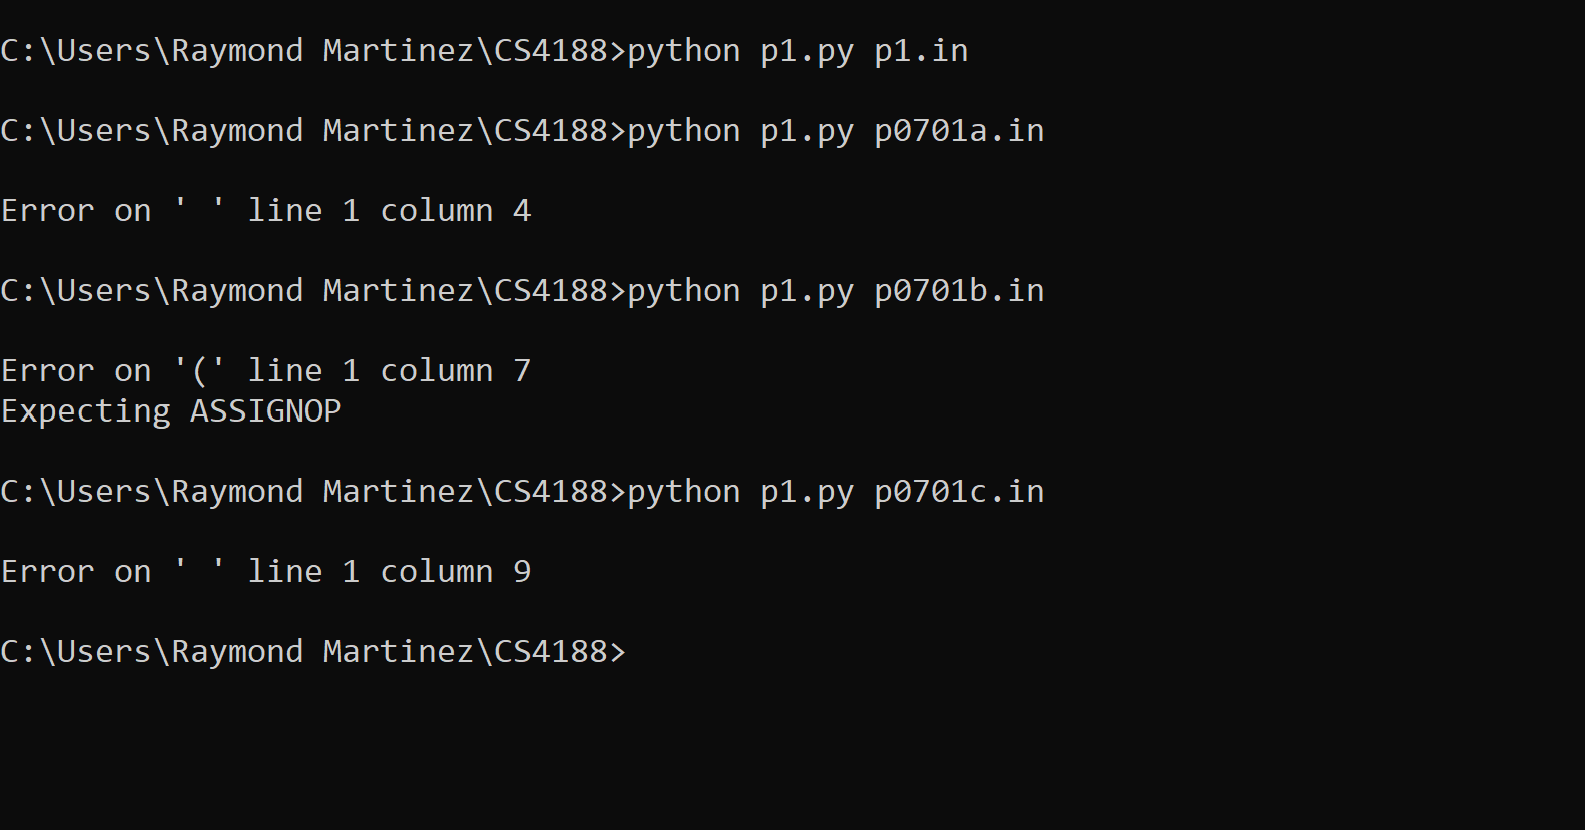 C:\Users\Raymond Martinez\CS4188>python p1.py p1.in
C:\Users\Raymond Martinez\CS4188>python p1.py p0701a.in
Error on ' ' line 1 column 4
C:\Users\Raymond Martinez\CS4188>python p1.py p0701b.in
Error on '(' line 1 column 7
Expecting ASSIGNOP
C:\Users\Raymond Martinez\CS4188>python p1.py p0701c.in
Error on ' ' line 1 column 9
C:\Users\Raymond Martinez\CS4188>